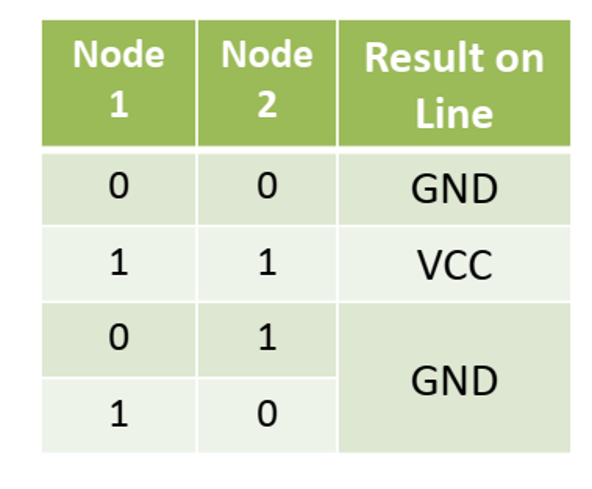 Node 1 Node 2 Result on Line
0 0 GND
1 1 VCC
0 1 GND
1 0